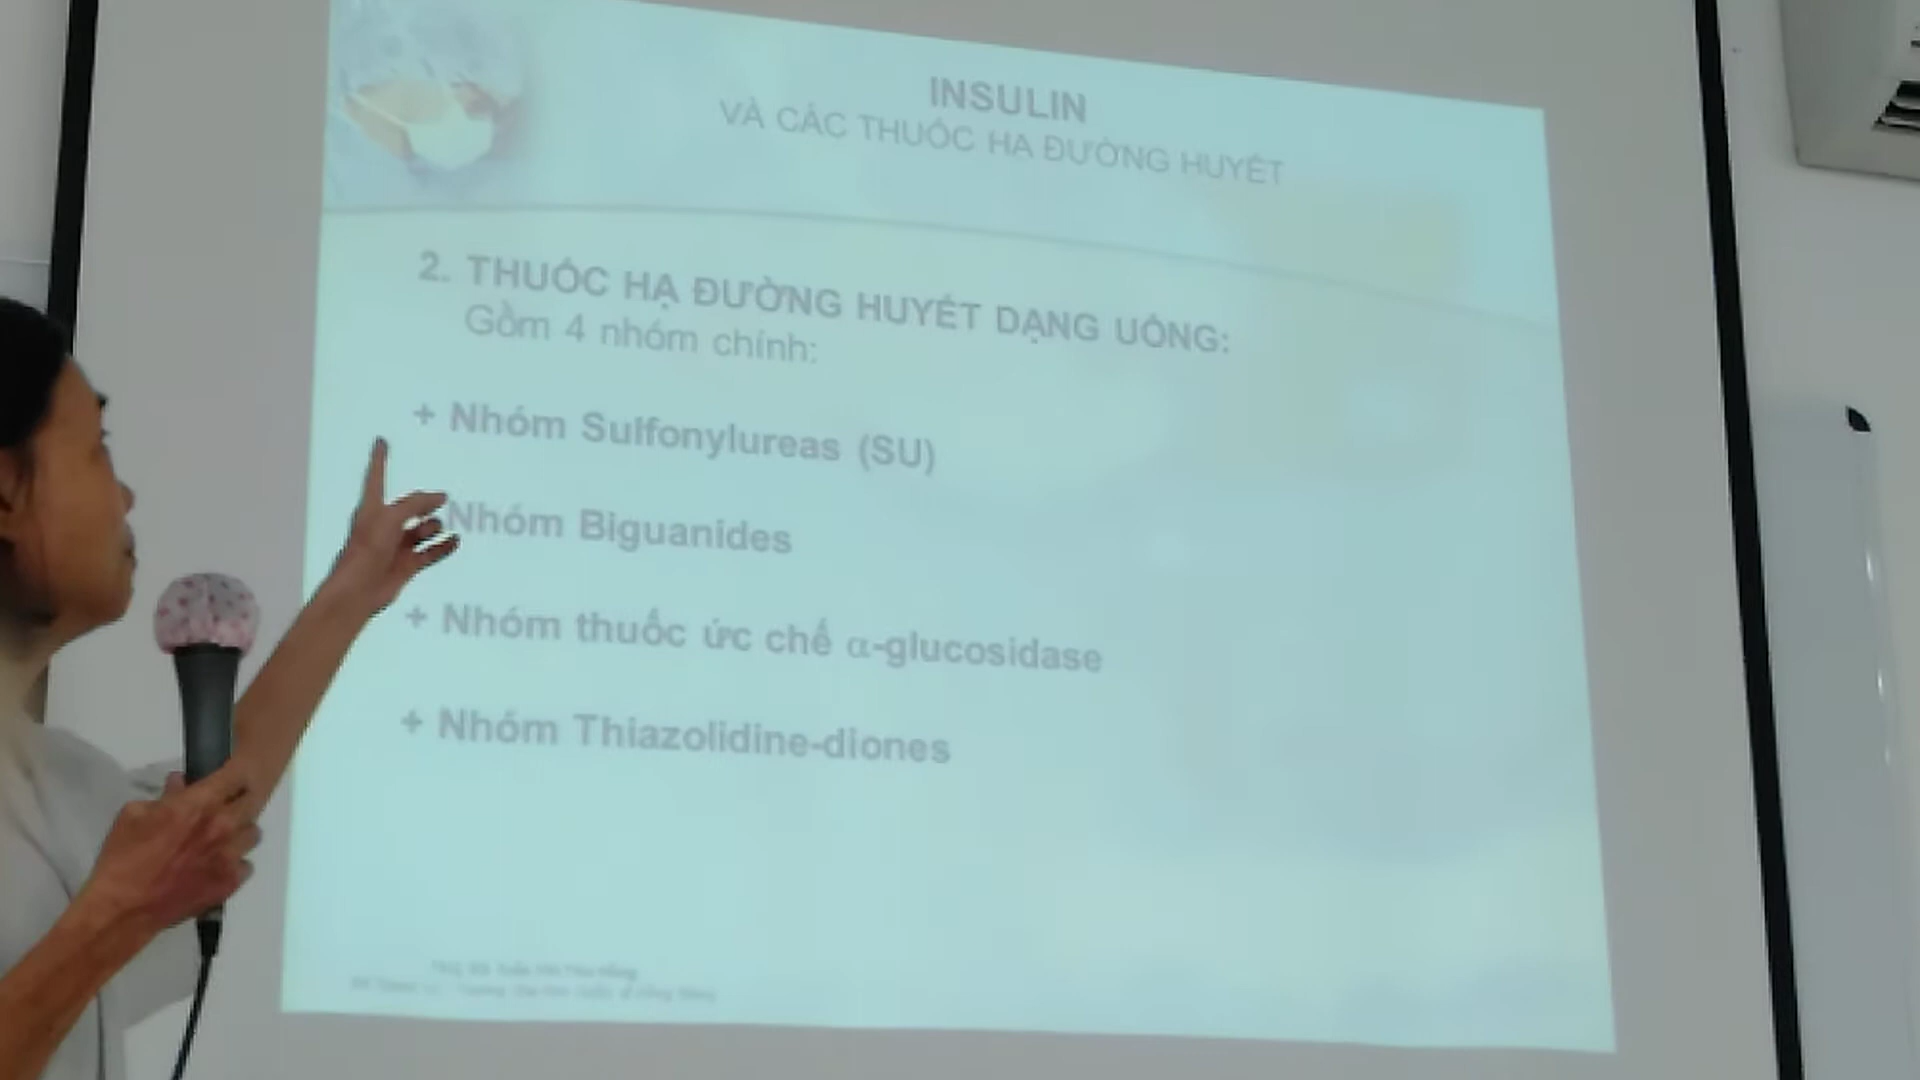 INSULIN
VÀ CÁC THUỐC HẠ ĐƯỜNG HUYẾT
2. THUỐC HẠ ĐƯỜNG HUYẾT DẠNG UỐNG:
Gồm 4 nhóm chính:
+ Nhóm Sulfonylureas (SU)
Nhóm Biguanides
+ Nhóm thuốc ức chế α-glucosidase
+ Nhóm Thiazolidine-diones